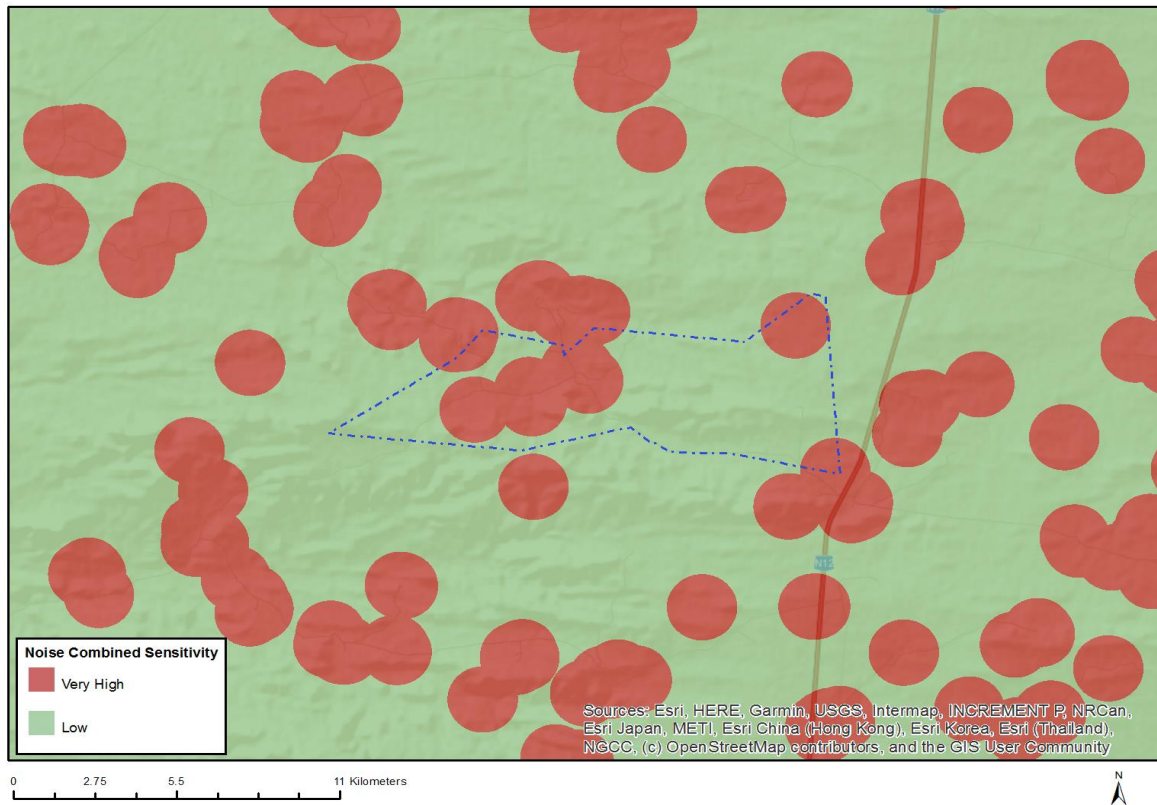 Noise Combined Sensitivity
Very High
Low
Sources: Esri, HERE, Garmin, USGS, Intermap, INCREMENT P, NRCan,
Esri Japan, METI, Esri China (Hong Kong), Esri Korea, Esri (Thailand),
NGCC, (c) OpenStreetMap contributors, and the GIS User Community
0 2.75 5.5 11 Kilometers
N